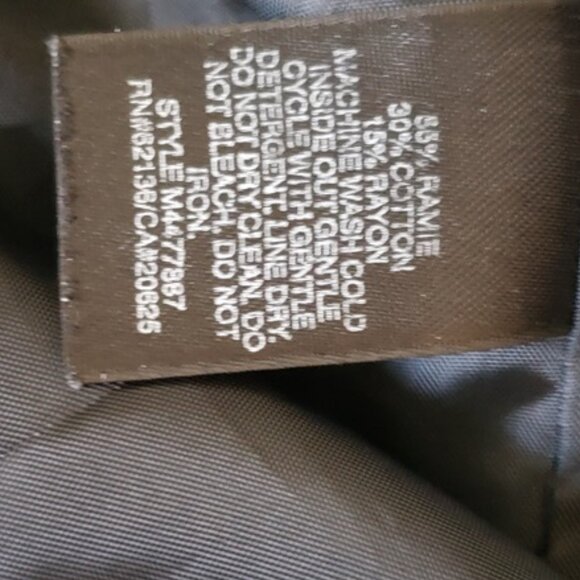 55% RAMIE
30% COTTON
15% RAYON
MACHINE WASH COLD
INSIDE OUT GENTLE
CYCLE WITH GENTLE
DETERGENT. LINE DRY.
DO NOT DRY CLEAN. DO
NOT BLEACH. DO NOT
IRON.
STYLE M4477887
RN#62136/CA#20625